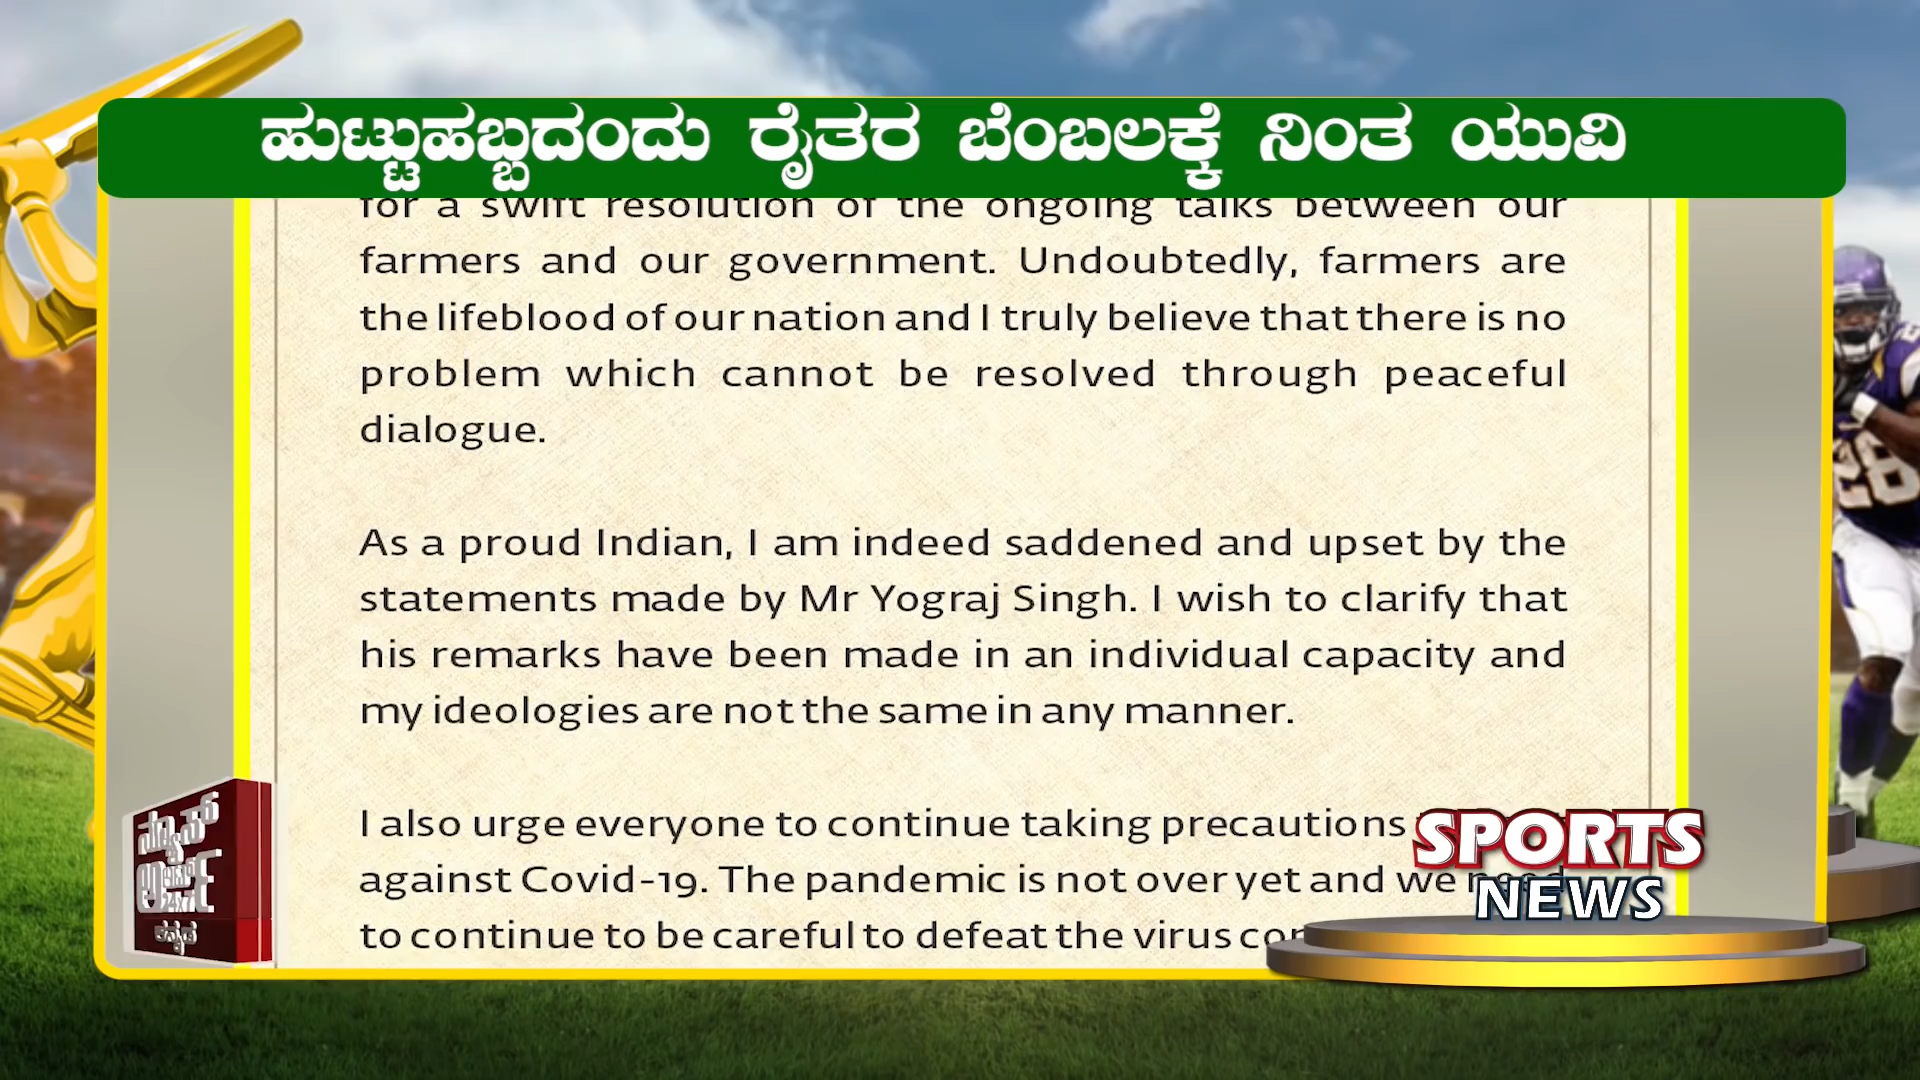 ಹುಟ್ಟುಹಬ್ಬದಂದು ರೈತರ ಬೆಂಬಲಕ್ಕೆ ನಿಂತ ಯುವಿ
for a swift resolution of the ongoing talks between our
farmers and our government. Undoubtedly, farmers are
the lifeblood of our nation and I truly believe that there is no
problem which cannot be resolved through peaceful
dialogue.
As a proud Indian, I am indeed saddened and upset by the
statements made by Mr Yograj Singh. I wish to clarify that
his remarks have been made in an individual capacity and
my ideologies are not the same in any manner.
I also urge everyone to continue taking precautions
against Covid-19. The pandemic is not over yet and we need
to continue to be careful to defeat the virus
ನ್ಯೂಸ್
ಕನ್ನಡ
SPORTS
NEWS
28